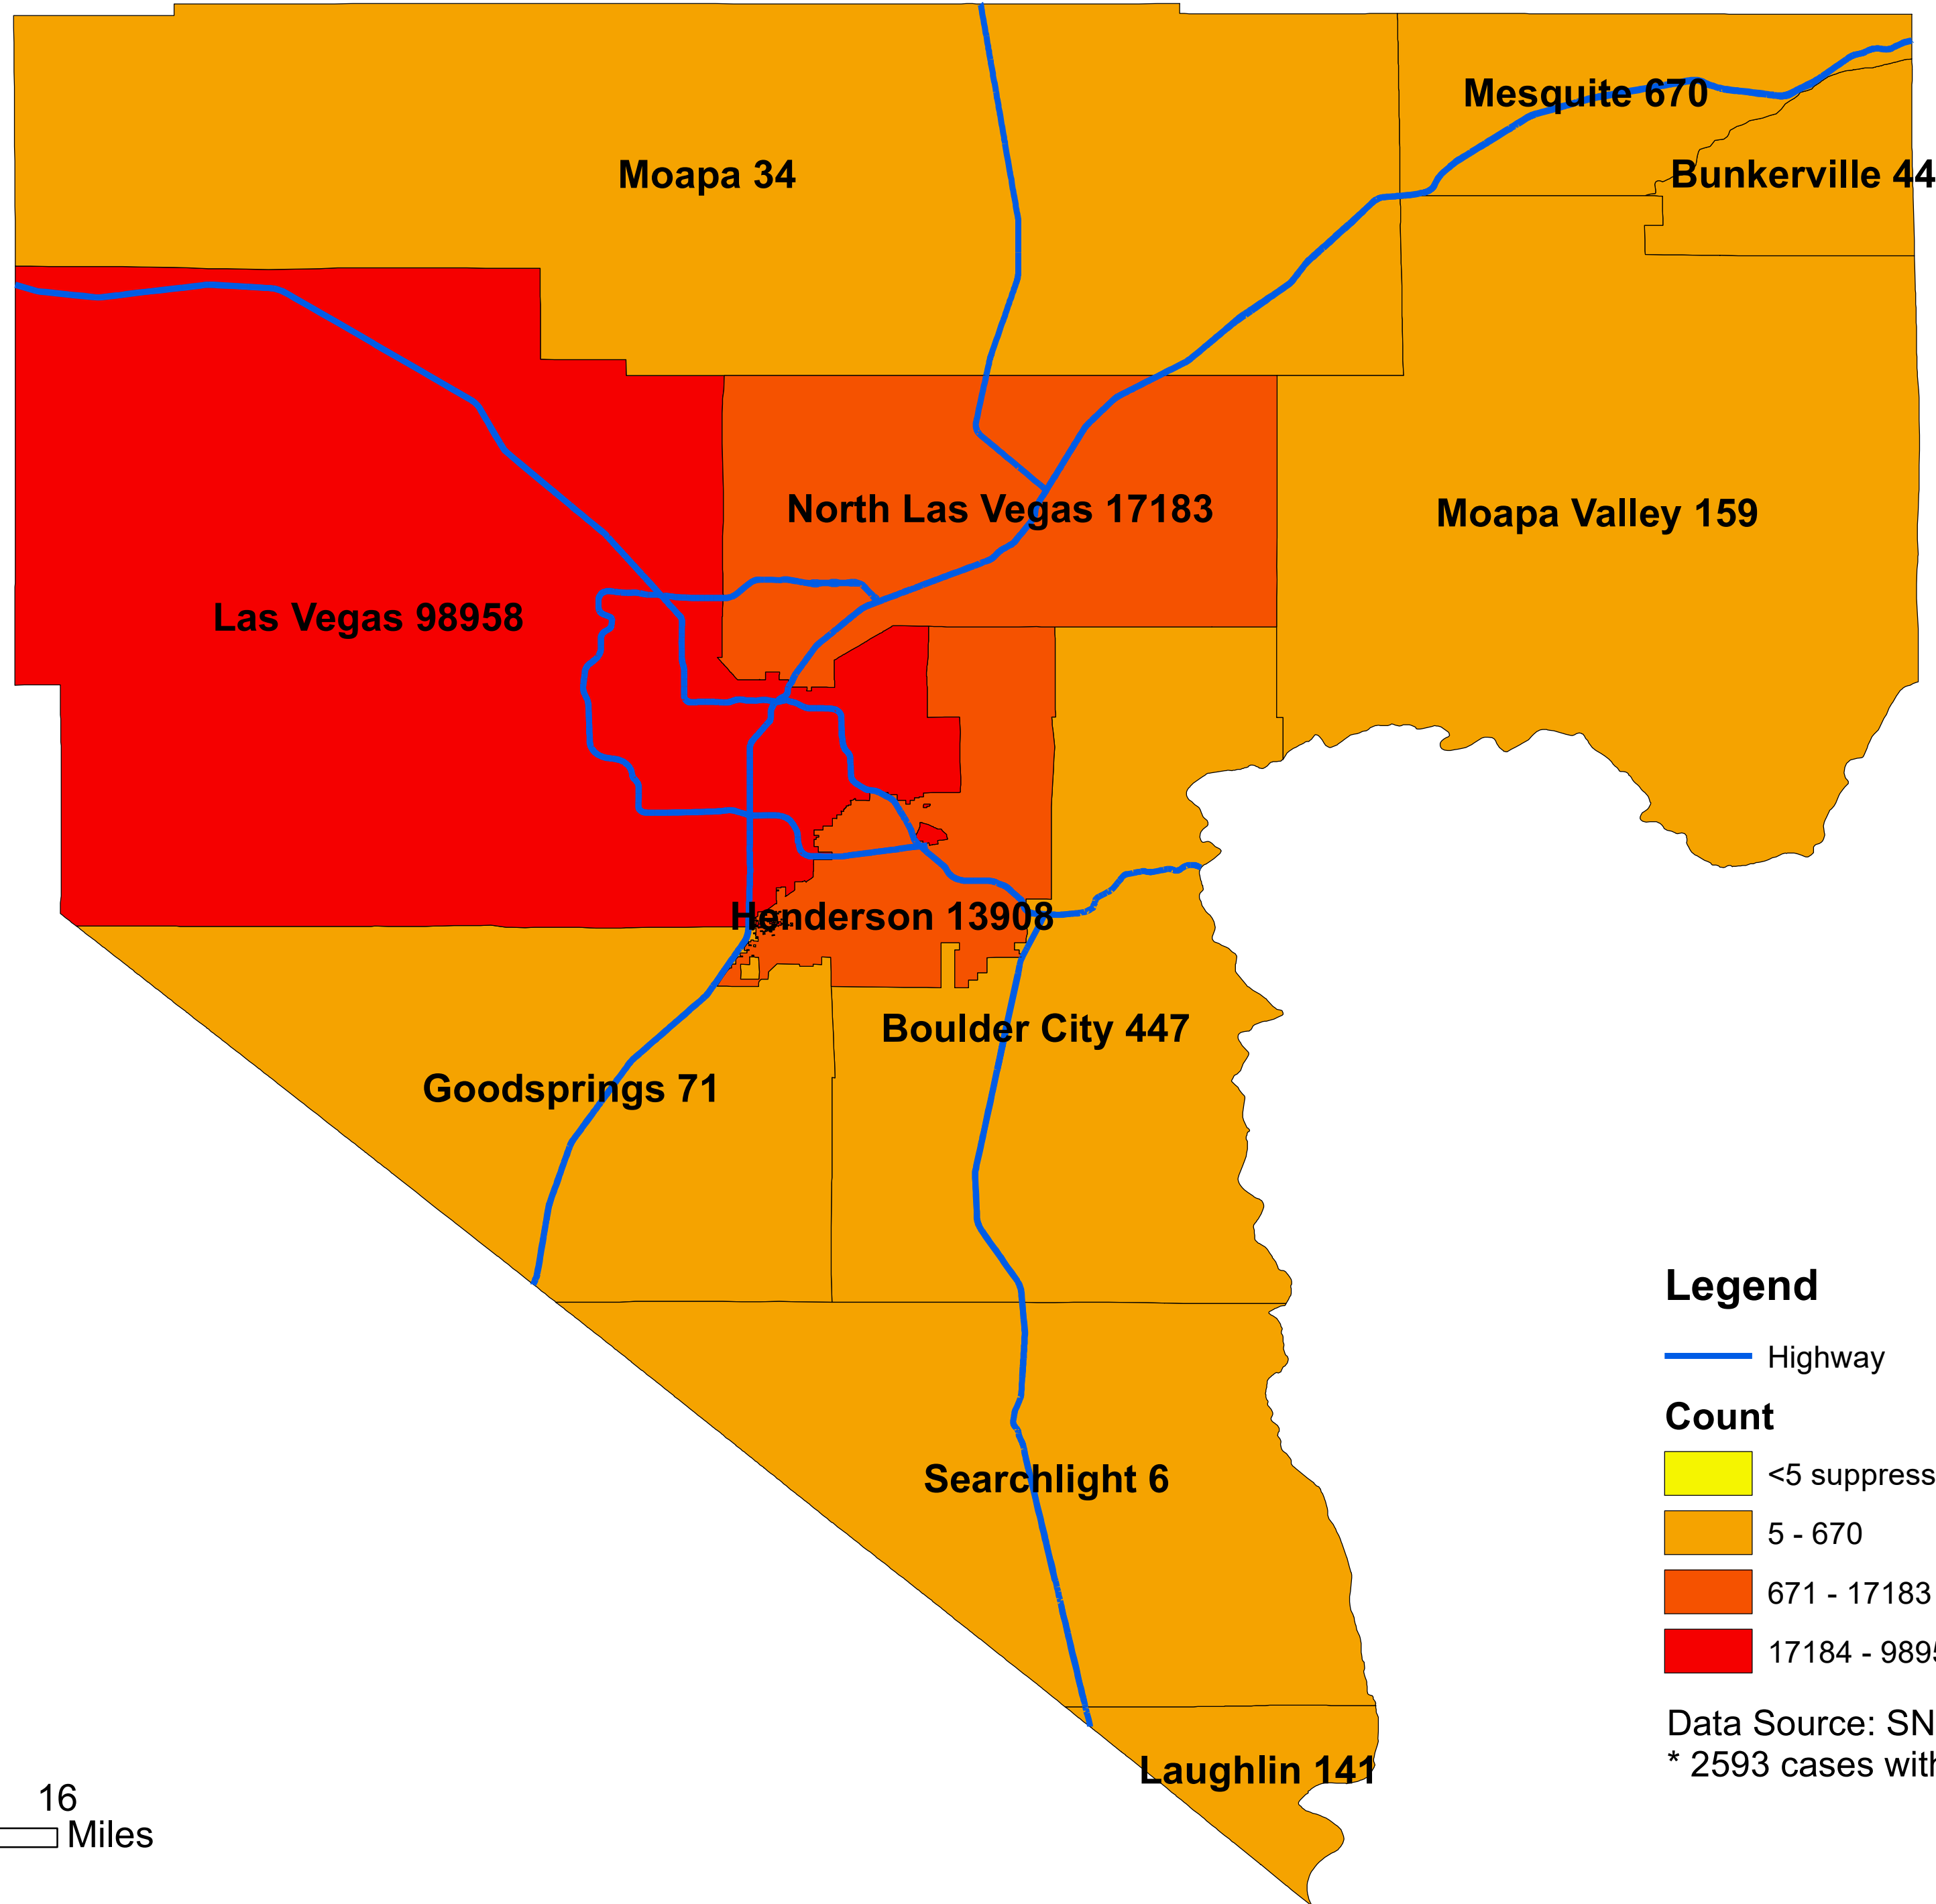 Mesquite 670
Moapa 34
Bunkerville 44
North Las Vegas 17183
Moapa Valley 159
Las Vegas 98958
Henderson 13908
Boulder City 447
Goodsprings 71
Searchlight 6
Laughlin 141
Legend
Highway
Count
<5 suppress
5 - 670
671 - 17183
17184 - 9895
Data Source: SN
* 2593 cases with
16
Miles